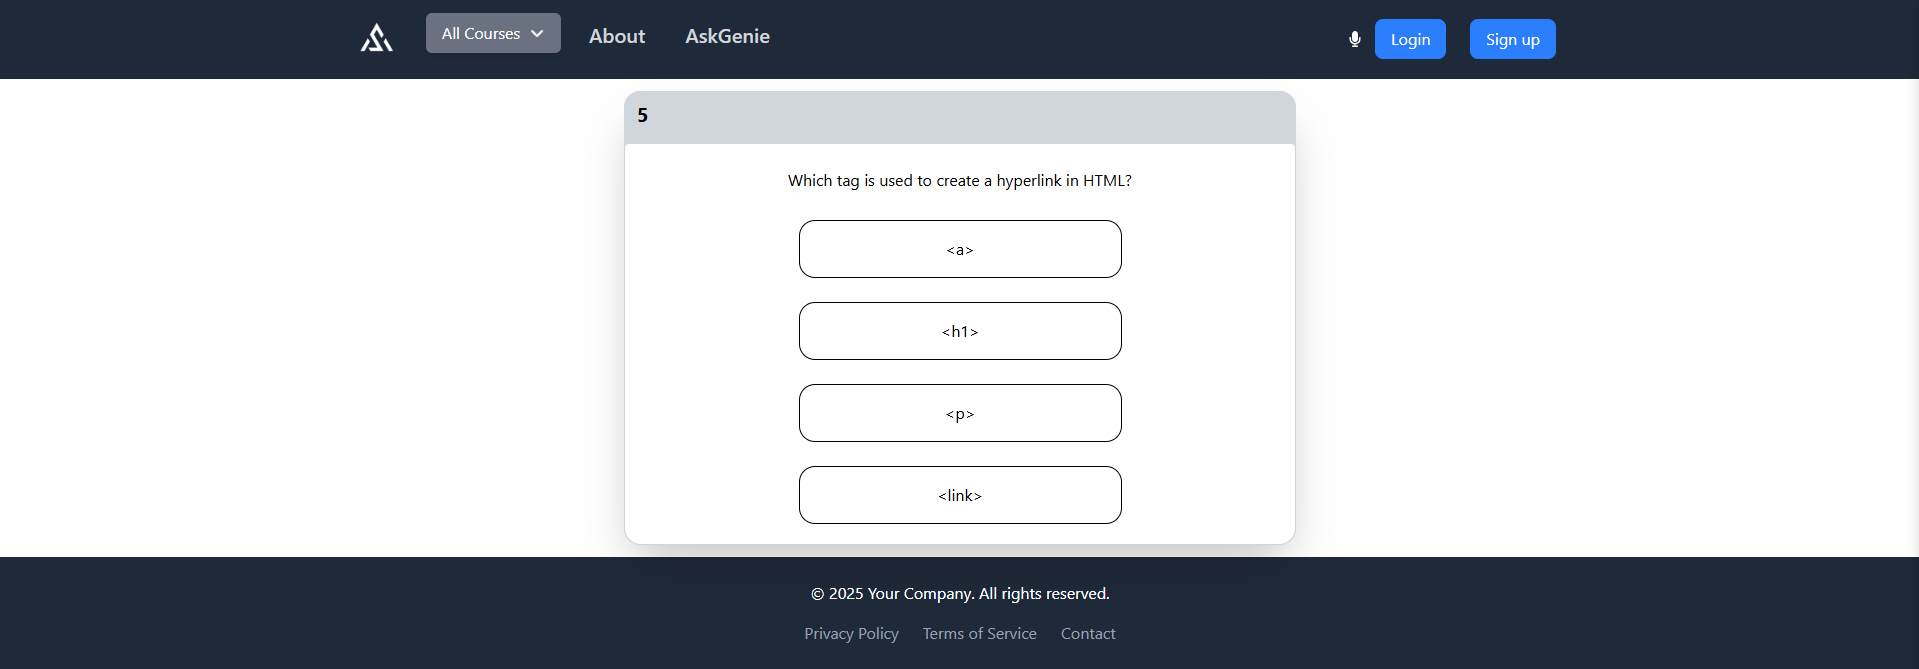 All Courses About AskGenie Login Sign up
5
Which tag is used to create a hyperlink in HTML?
<a>
<h1>
<p>
<link>
© 2025 Your Company. All rights reserved.
Privacy Policy Terms of Service Contact